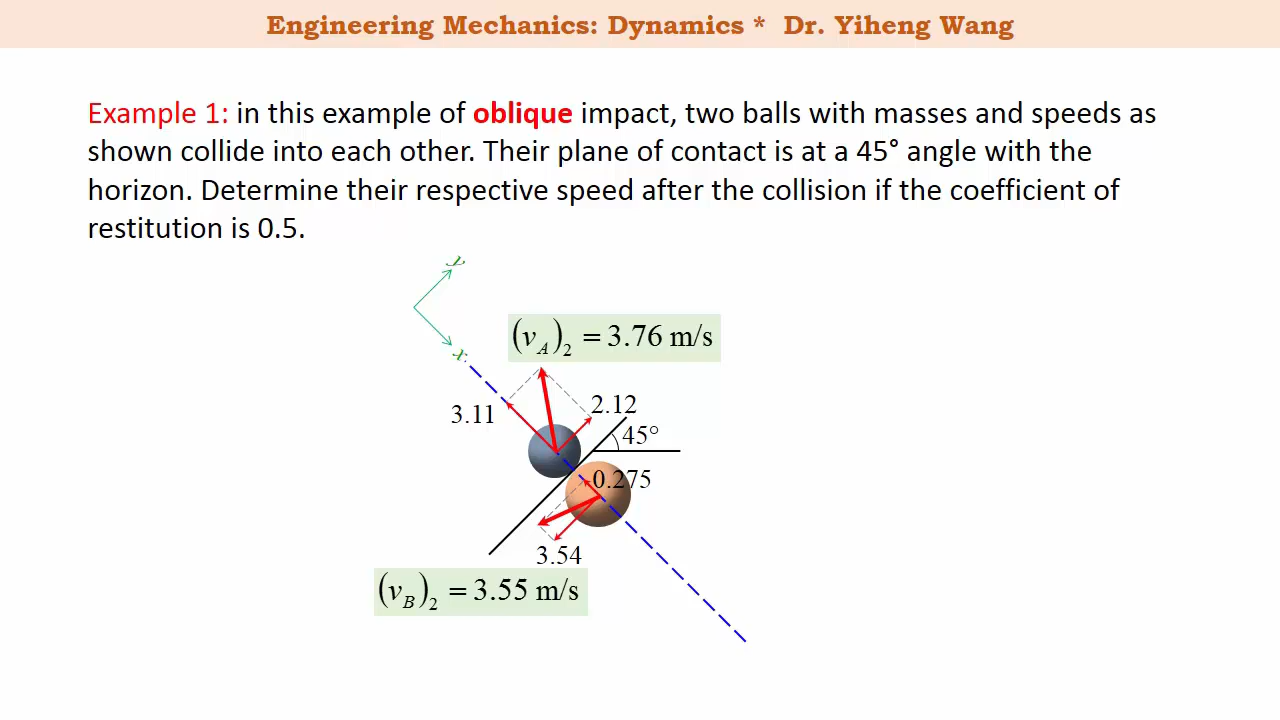 Engineering Mechanics: Dynamics * Dr. Yiheng Wang
Example 1: in this example of oblique impact, two balls with masses and speeds as
shown collide into each other. Their plane of contact is at a 45° angle with the
horizon. Determine their respective speed after the collision if the coefficient of
restitution is 0.5.
y
(v_A)_2 = 3.76 m/s
x
3.11
2.12
45°
0.275
3.54
(v_B)_2 = 3.55 m/s